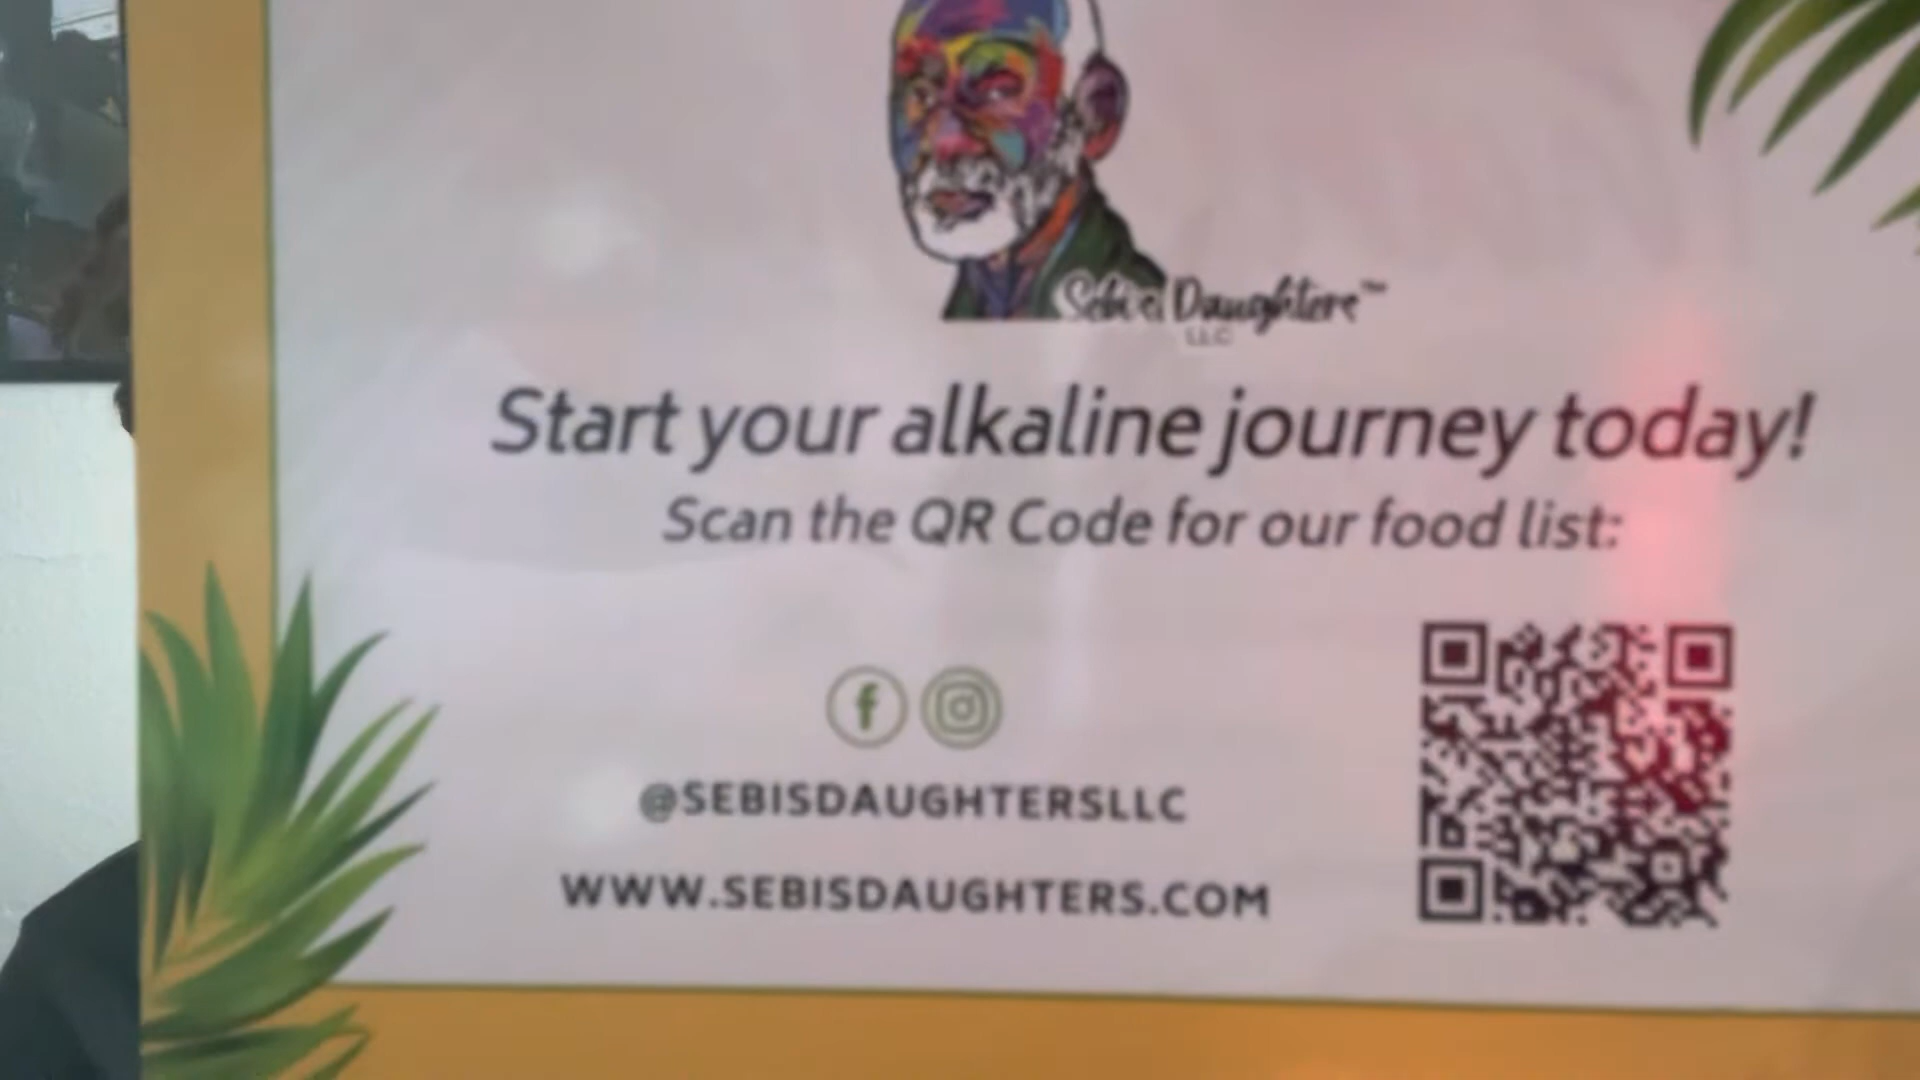 Sebi's Daughters™
LLC
Start your alkaline journey today!
Scan the QR Code for our food list:
@SEBISDAUGHTERSLLC
WWW.SEBISDAUGHTERS.COM